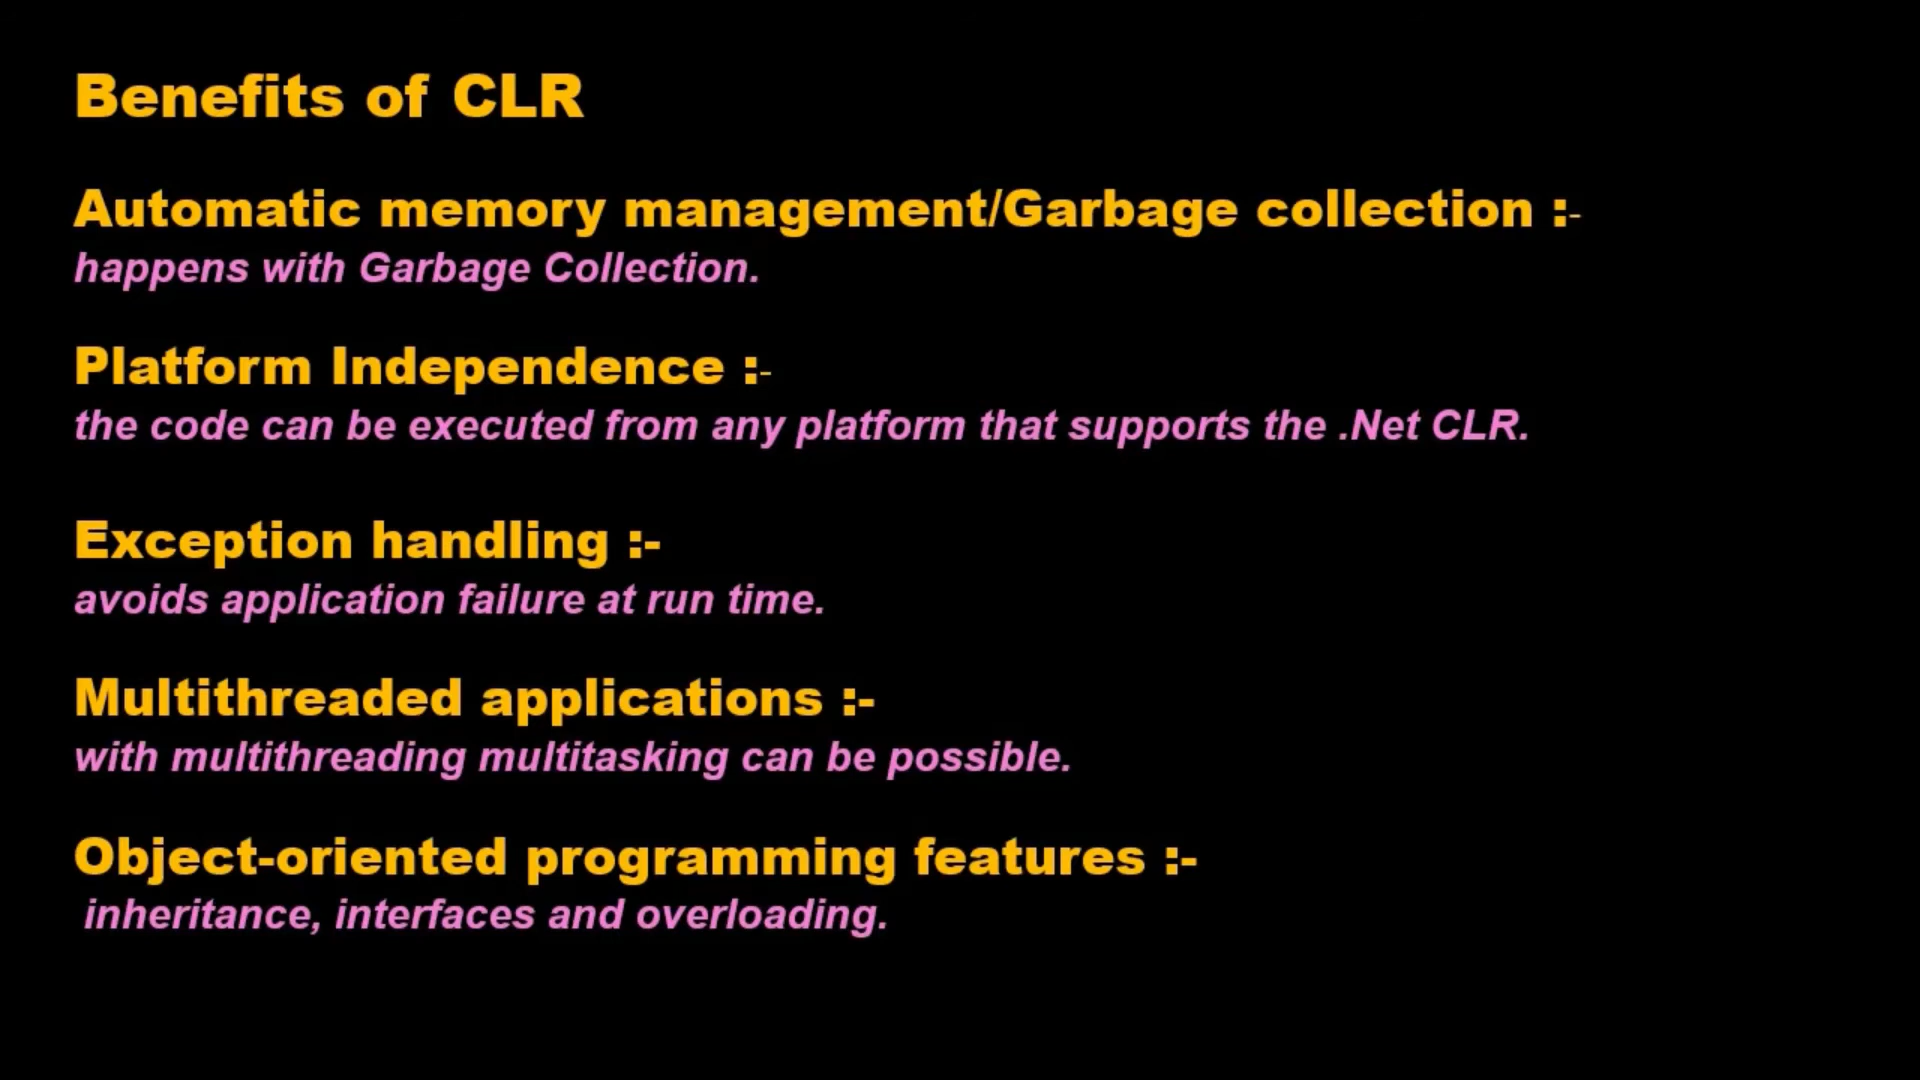 Benefits of CLR
Automatic memory management/Garbage collection :-
happens with Garbage Collection.
Platform Independence :-
the code can be executed from any platform that supports the .Net CLR.
Exception handling :-
avoids application failure at run time.
Multithreaded applications :-
with multithreading multitasking can be possible.
Object-oriented programming features :-
inheritance, interfaces and overloading.